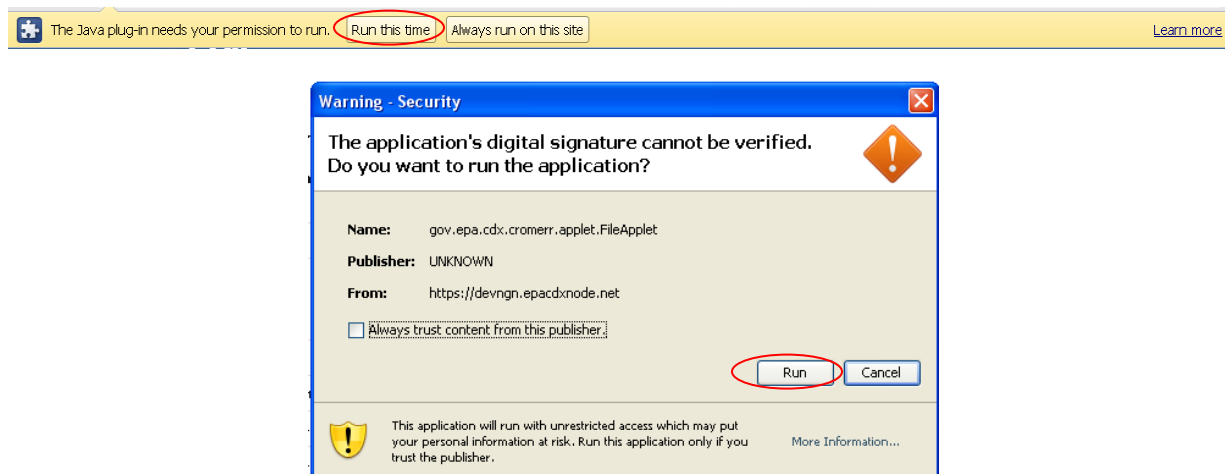 The Java plug-in needs your permission to run. Run this time Always run on this site Learn more
Warning - Security
The application's digital signature cannot be verified.
Do you want to run the application?
Name: gov.epa.cdx.cromerr.applet.FileApplet
Publisher: UNKNOWN
From: https://devngn.epacdxnode.net
Always trust content from this publisher.
Run Cancel
This application will run with unrestricted access which may put
your personal information at risk. Run this application only if you More Information...
trust the publisher.